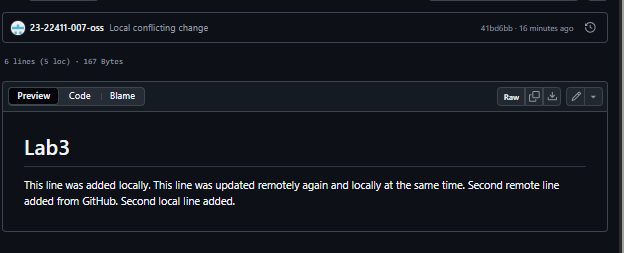 23-22411-007-oss Local conflicting change 41bd6bb · 16 minutes ago
6 lines (5 loc) · 167 Bytes
Preview Code Blame Raw
Lab3
This line was added locally. This line was updated remotely again and locally at the same time. Second remote line
added from GitHub. Second local line added.